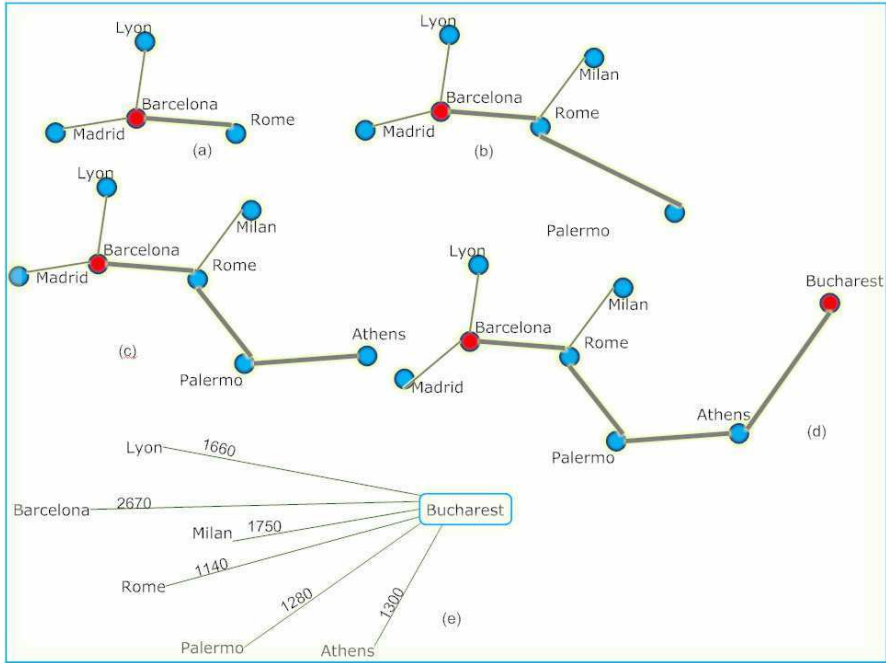 Lyon
Barcelona
Madrid
Rome
(a)
Lyon
Milan
Barcelona
Rome
Madrid
(b)
Palermo
Lyon
Milan
Barcelona
Rome
Madrid
Athens
(c)
Palermo
Lyon
Bucharest
Milan
Barcelona
Rome
Madrid
Athens
(d)
Palermo
Lyon
1660
Barcelona
2670
Bucharest
Milan
1750
Rome
1140
1280
1300
(e)
Palermo
Athens